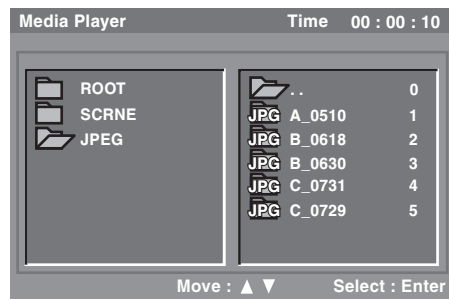 Media Player Time 00 : 00 : 10
ROOT
SCRNE
JPEG
. . 0
JPG A_0510 1
JPG B_0618 2
JPG B_0630 3
JPG C_0731 4
JPG C_0729 5
Move : ▲ ▼ Select : Enter